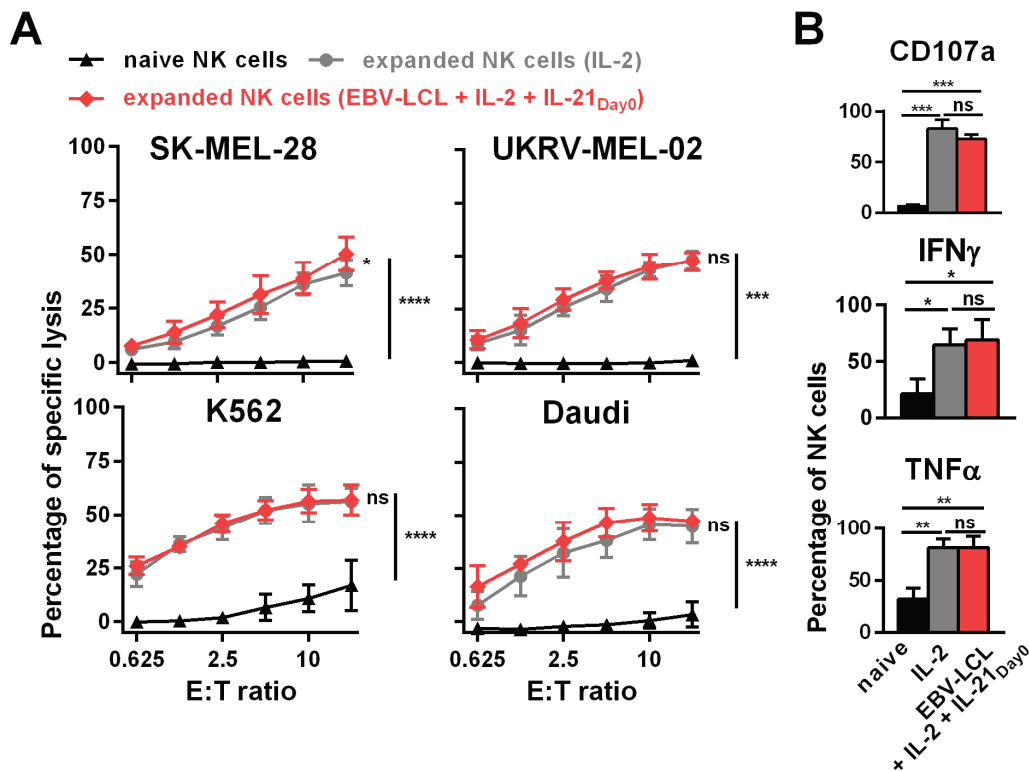 A
naive NK cells
expanded NK cells (IL-2)
expanded NK cells (EBV-LCL + IL-2 + IL-21Day0)
Percentage of specific lysis
SK-MEL-28
100
75
50
25
0
*
****
UKRV-MEL-02
ns
***
K562
100
75
50
25
0
ns
****
0.625
2.5
10
E:T ratio
Daudi
ns
****
0.625
2.5
10
E:T ratio
B
Percentage of NK cells
CD107a
***
***
ns
100
50
0
IFNγ
*
*
ns
100
50
0
TNFα
**
**
ns
100
50
0
naive
IL-2
EBV-LCL
+ IL-2 + IL-21Day0